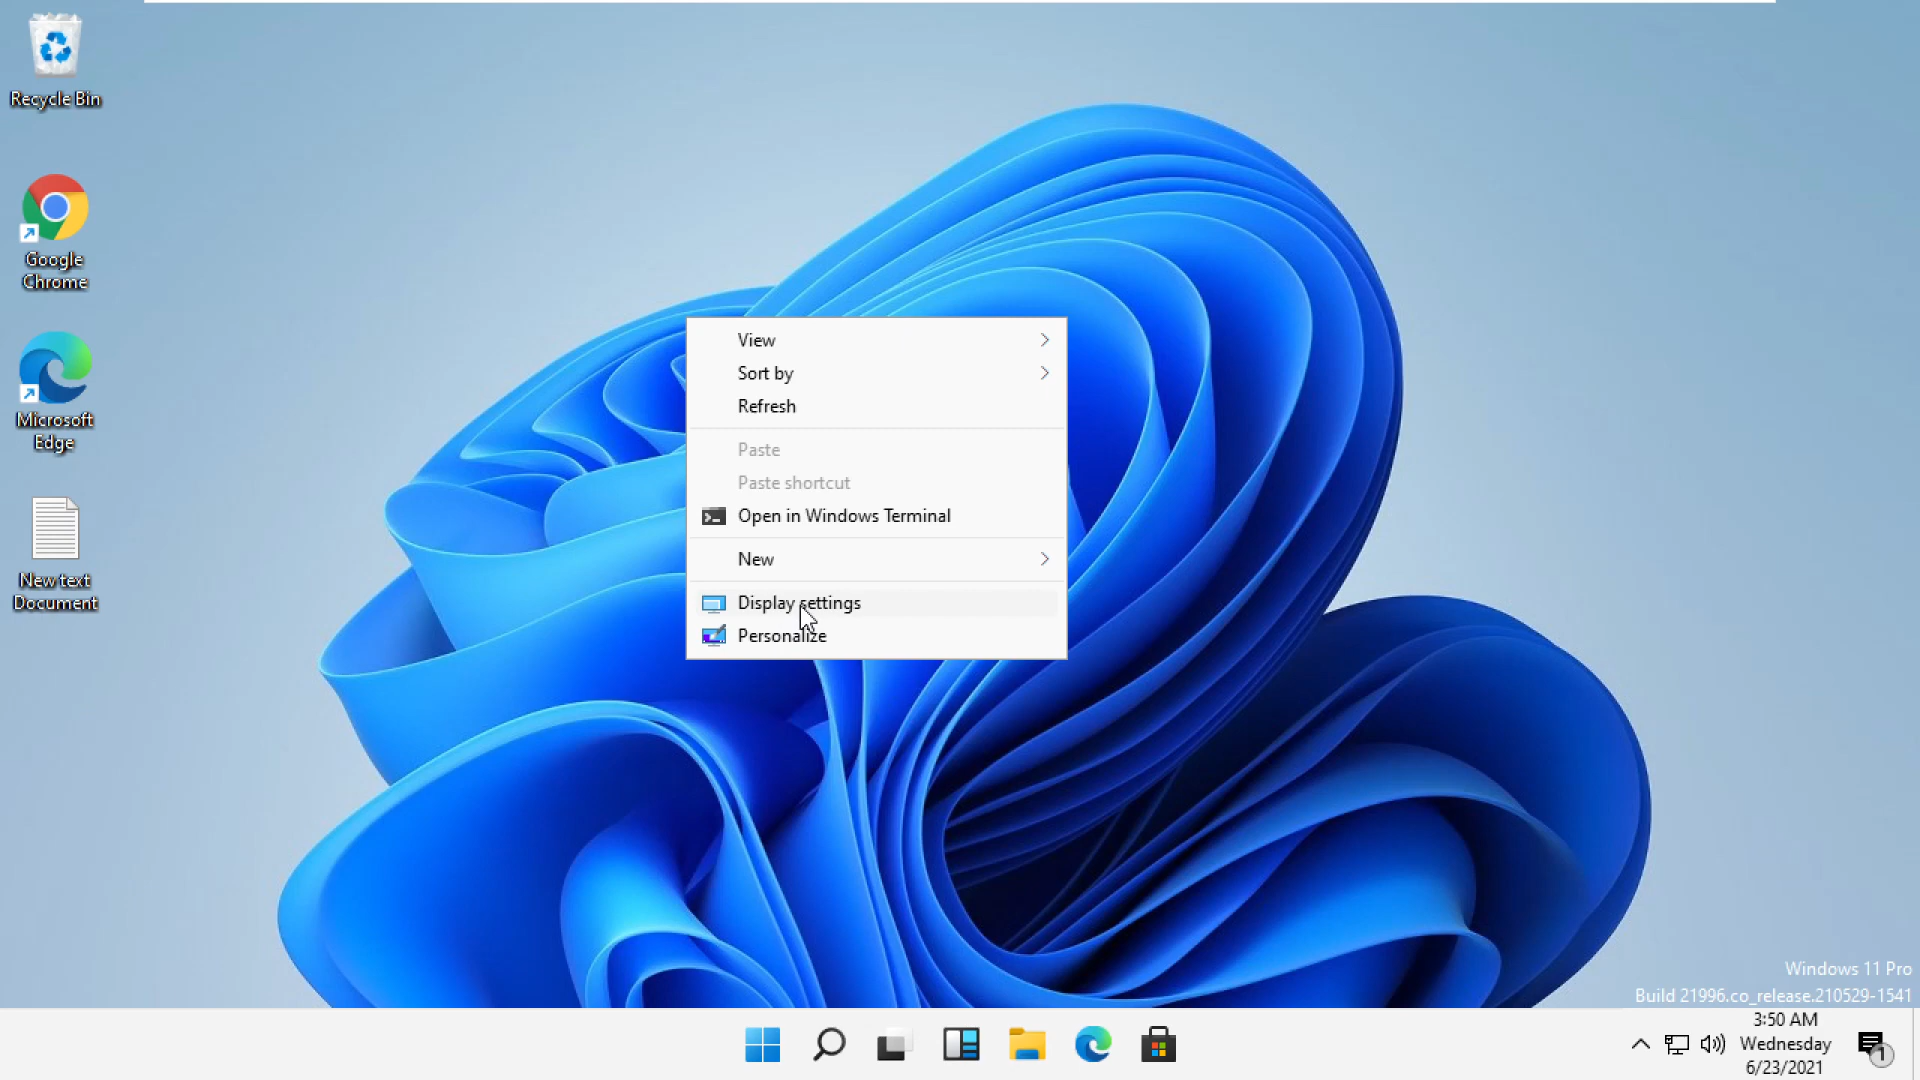 Recycle Bin
Google
Chrome
Microsoft
Edge
New text
Document
View
Sort by
Refresh
Paste
Paste shortcut
Open in Windows Terminal
New
Display settings
Personalize
Windows 11 Pro
Build 21996.co_release.210529-1541
3:50 AM
Wednesday
6/23/2021
1